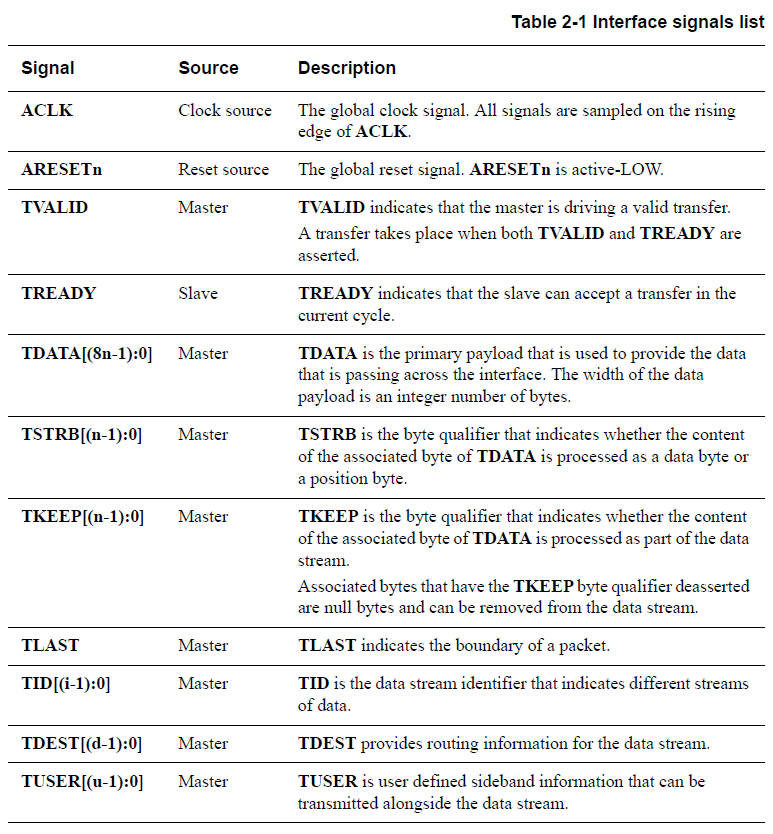 Table 2-1 Interface signals list
Signal Source Description
ACLK Clock source The global clock signal. All signals are sampled on the rising
edge of ACLK.
ARESETn Reset source The global reset signal. ARESETn is active-LOW.
TVALID Master TVALID indicates that the master is driving a valid transfer.
A transfer takes place when both TVALID and TREADY are
asserted.
TREADY Slave TREADY indicates that the slave can accept a transfer in the
current cycle.
TDATA[(8n-1):0] Master TDATA is the primary payload that is used to provide the data
that is passing across the interface. The width of the data
payload is an integer number of bytes.
TSTRB[(n-1):0] Master TSTRB is the byte qualifier that indicates whether the content
of the associated byte of TDATA is processed as a data byte or
a position byte.
TKEEP[(n-1):0] Master TKEEP is the byte qualifier that indicates whether the content
of the associated byte of TDATA is processed as part of the data
stream.
Associated bytes that have the TKEEP byte qualifier deasserted
are null bytes and can be removed from the data stream.
TLAST Master TLAST indicates the boundary of a packet.
TID[(i-1):0] Master TID is the data stream identifier that indicates different streams
of data.
TDEST[(d-1):0] Master TDEST provides routing information for the data stream.
TUSER[(u-1):0] Master TUSER is user defined sideband information that can be
transmitted alongside the data stream.